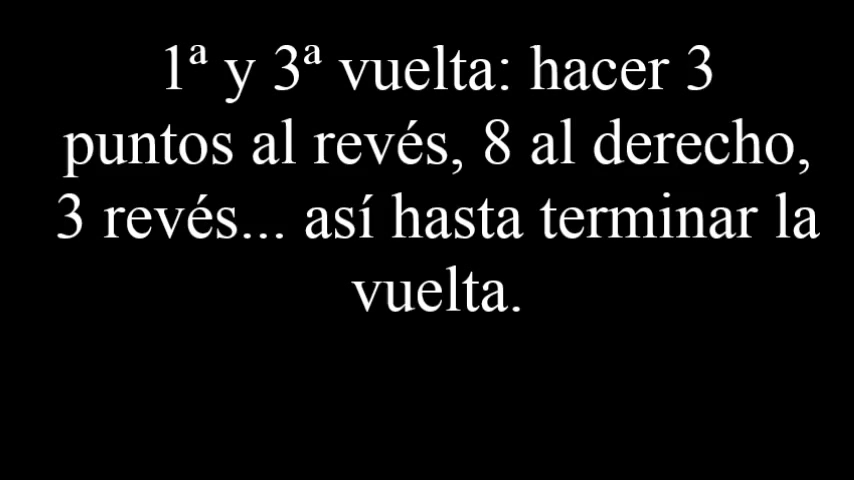 1ª y 3ª vuelta: hacer 3
puntos al revés, 8 al derecho,
3 revés... así hasta terminar la
vuelta.